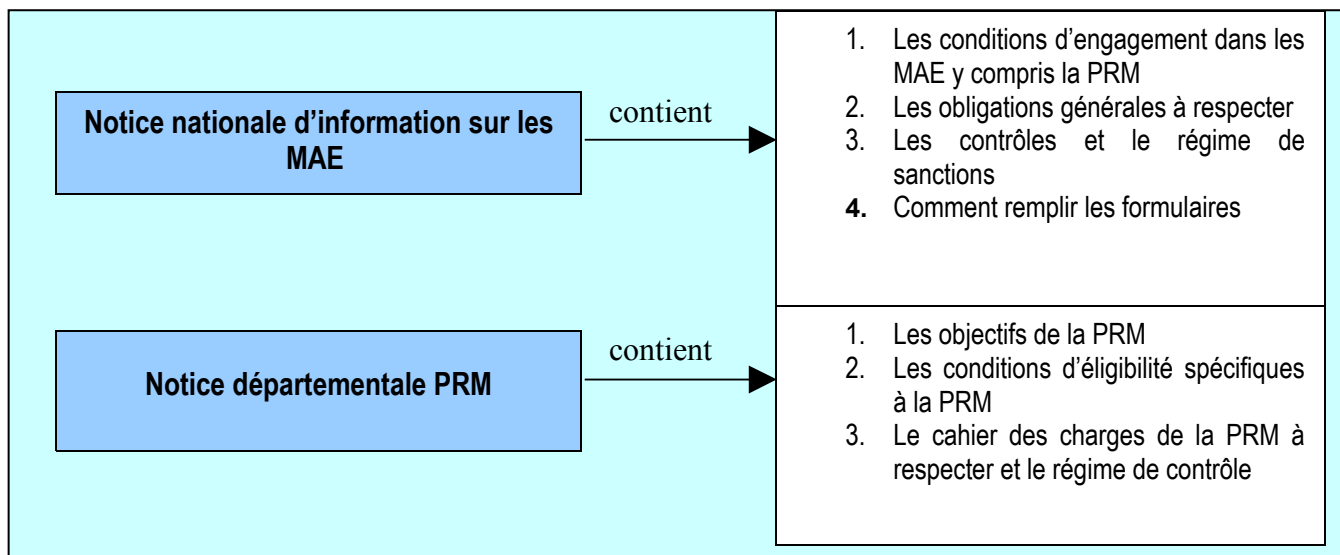 Notice nationale d’information sur les
MAE
contient
1. Les conditions d’engagement dans les
MAE y compris la PRM
2. Les obligations générales à respecter
3. Les contrôles et le régime de
sanctions
4. Comment remplir les formulaires
Notice départementale PRM
contient
1. Les objectifs de la PRM
2. Les conditions d’éligibilité spécifiques
à la PRM
3. Le cahier des charges de la PRM à
respecter et le régime de contrôle